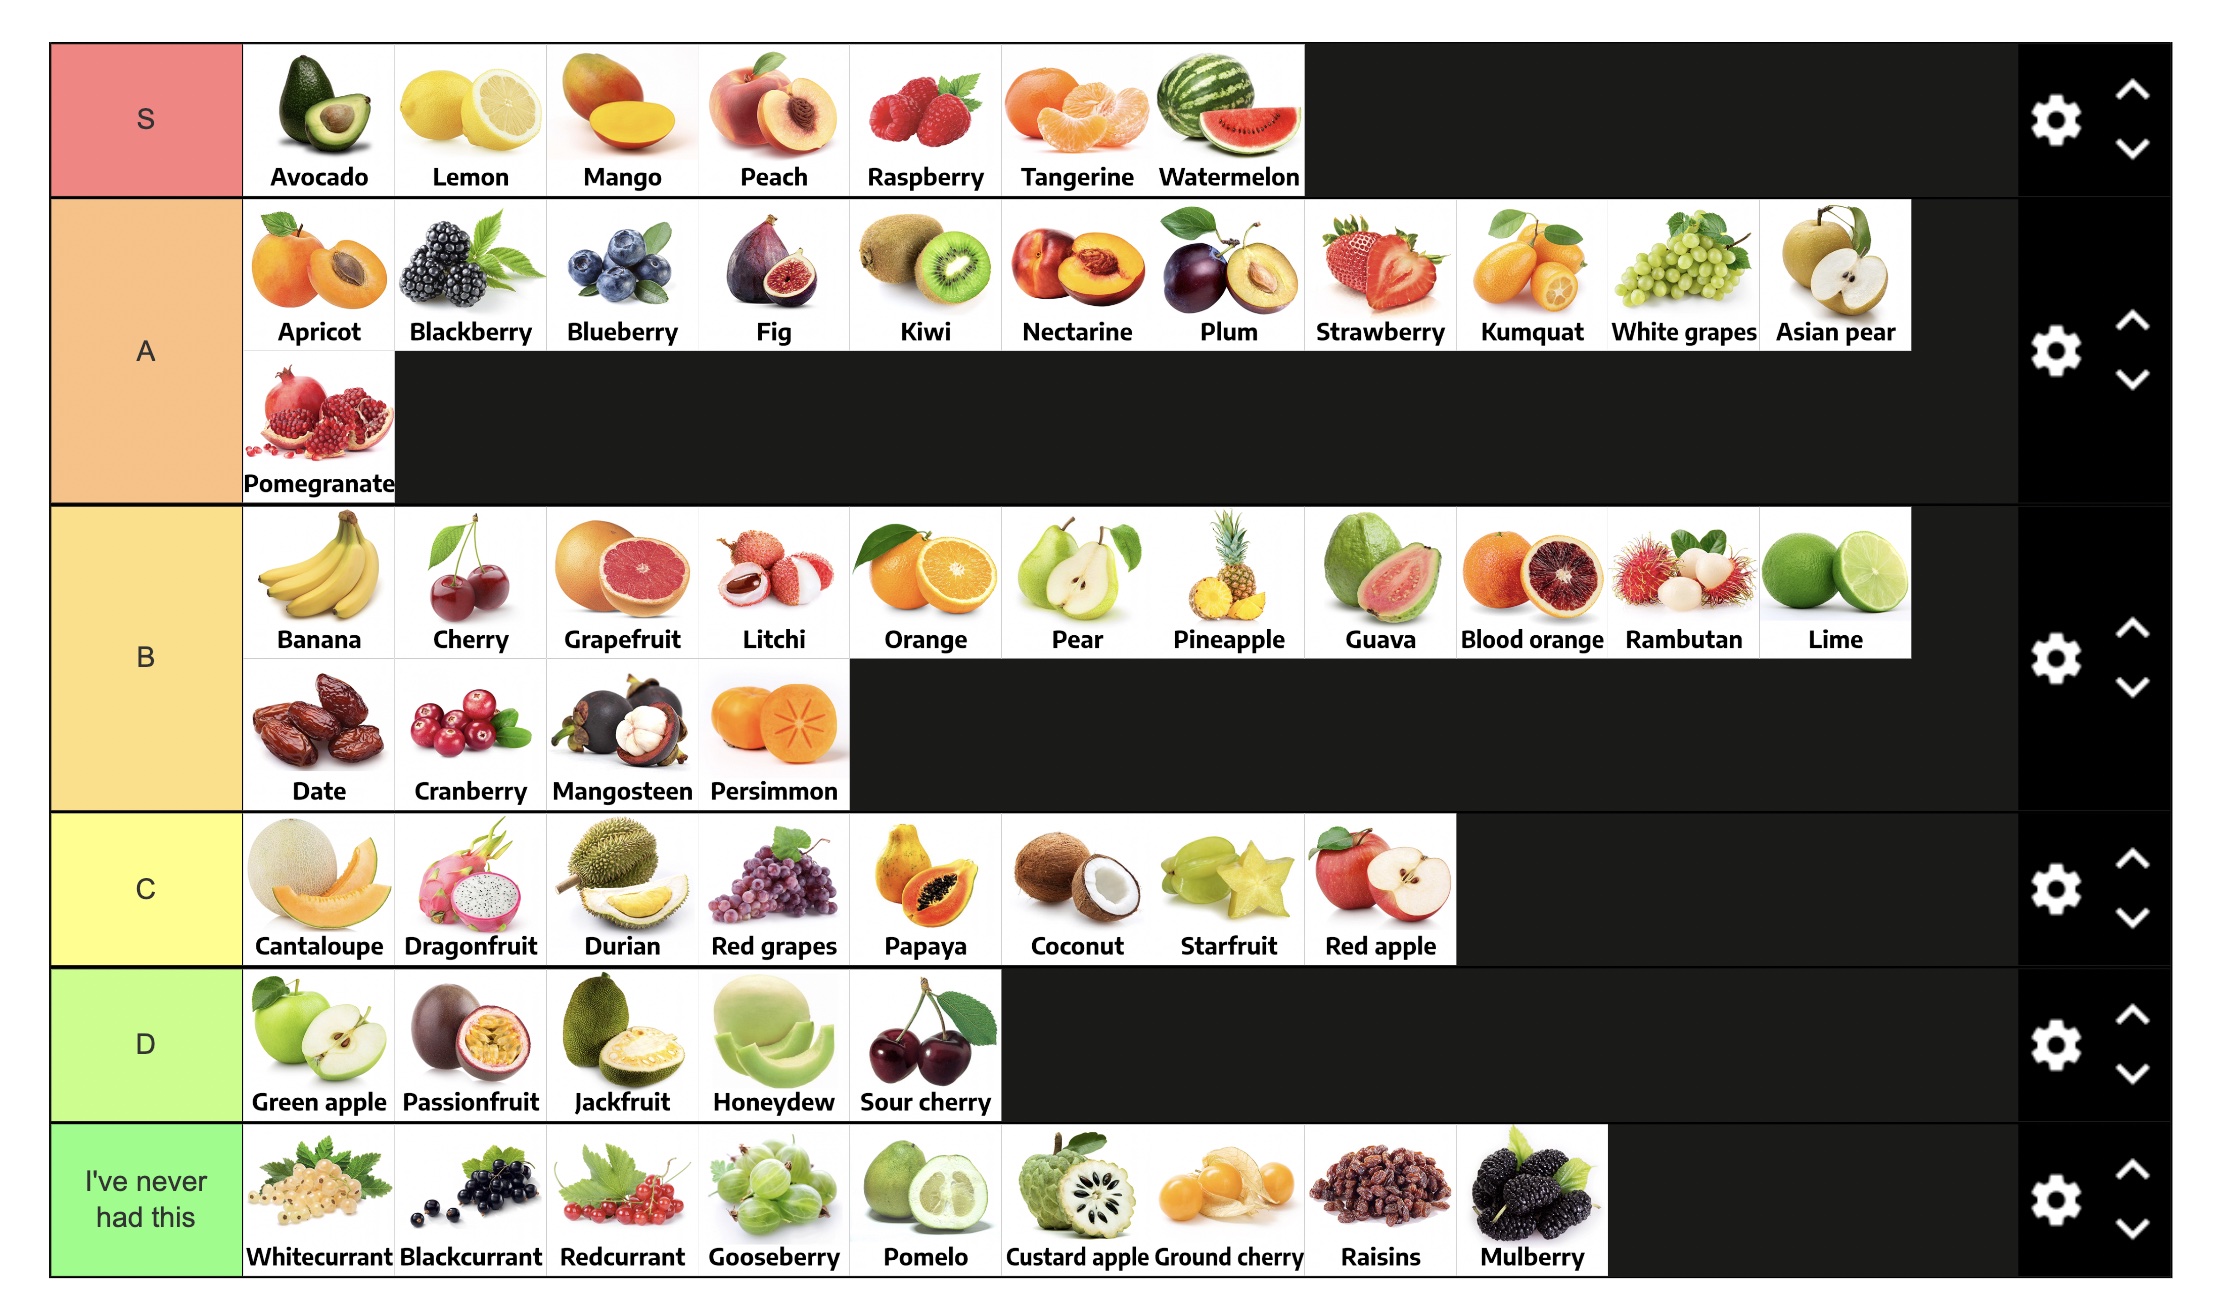 S
Avocado Lemon Mango Peach Raspberry Tangerine Watermelon
A
Apricot Blackberry Blueberry Fig Kiwi Nectarine Plum Strawberry Kumquat White grapes Asian pear
Pomegranate
B
Banana Cherry Grapefruit Litchi Orange Pear Pineapple Guava Blood orange Rambutan Lime
Date Cranberry Mangosteen Persimmon
C
Cantaloupe Dragonfruit Durian Red grapes Papaya Coconut Starfruit Red apple
D
Green apple Passionfruit Jackfruit Honeydew Sour cherry
I've never
had this
Whitecurrant Blackcurrant Redcurrant Gooseberry Pomelo Custard apple Ground cherry Raisins Mulberry